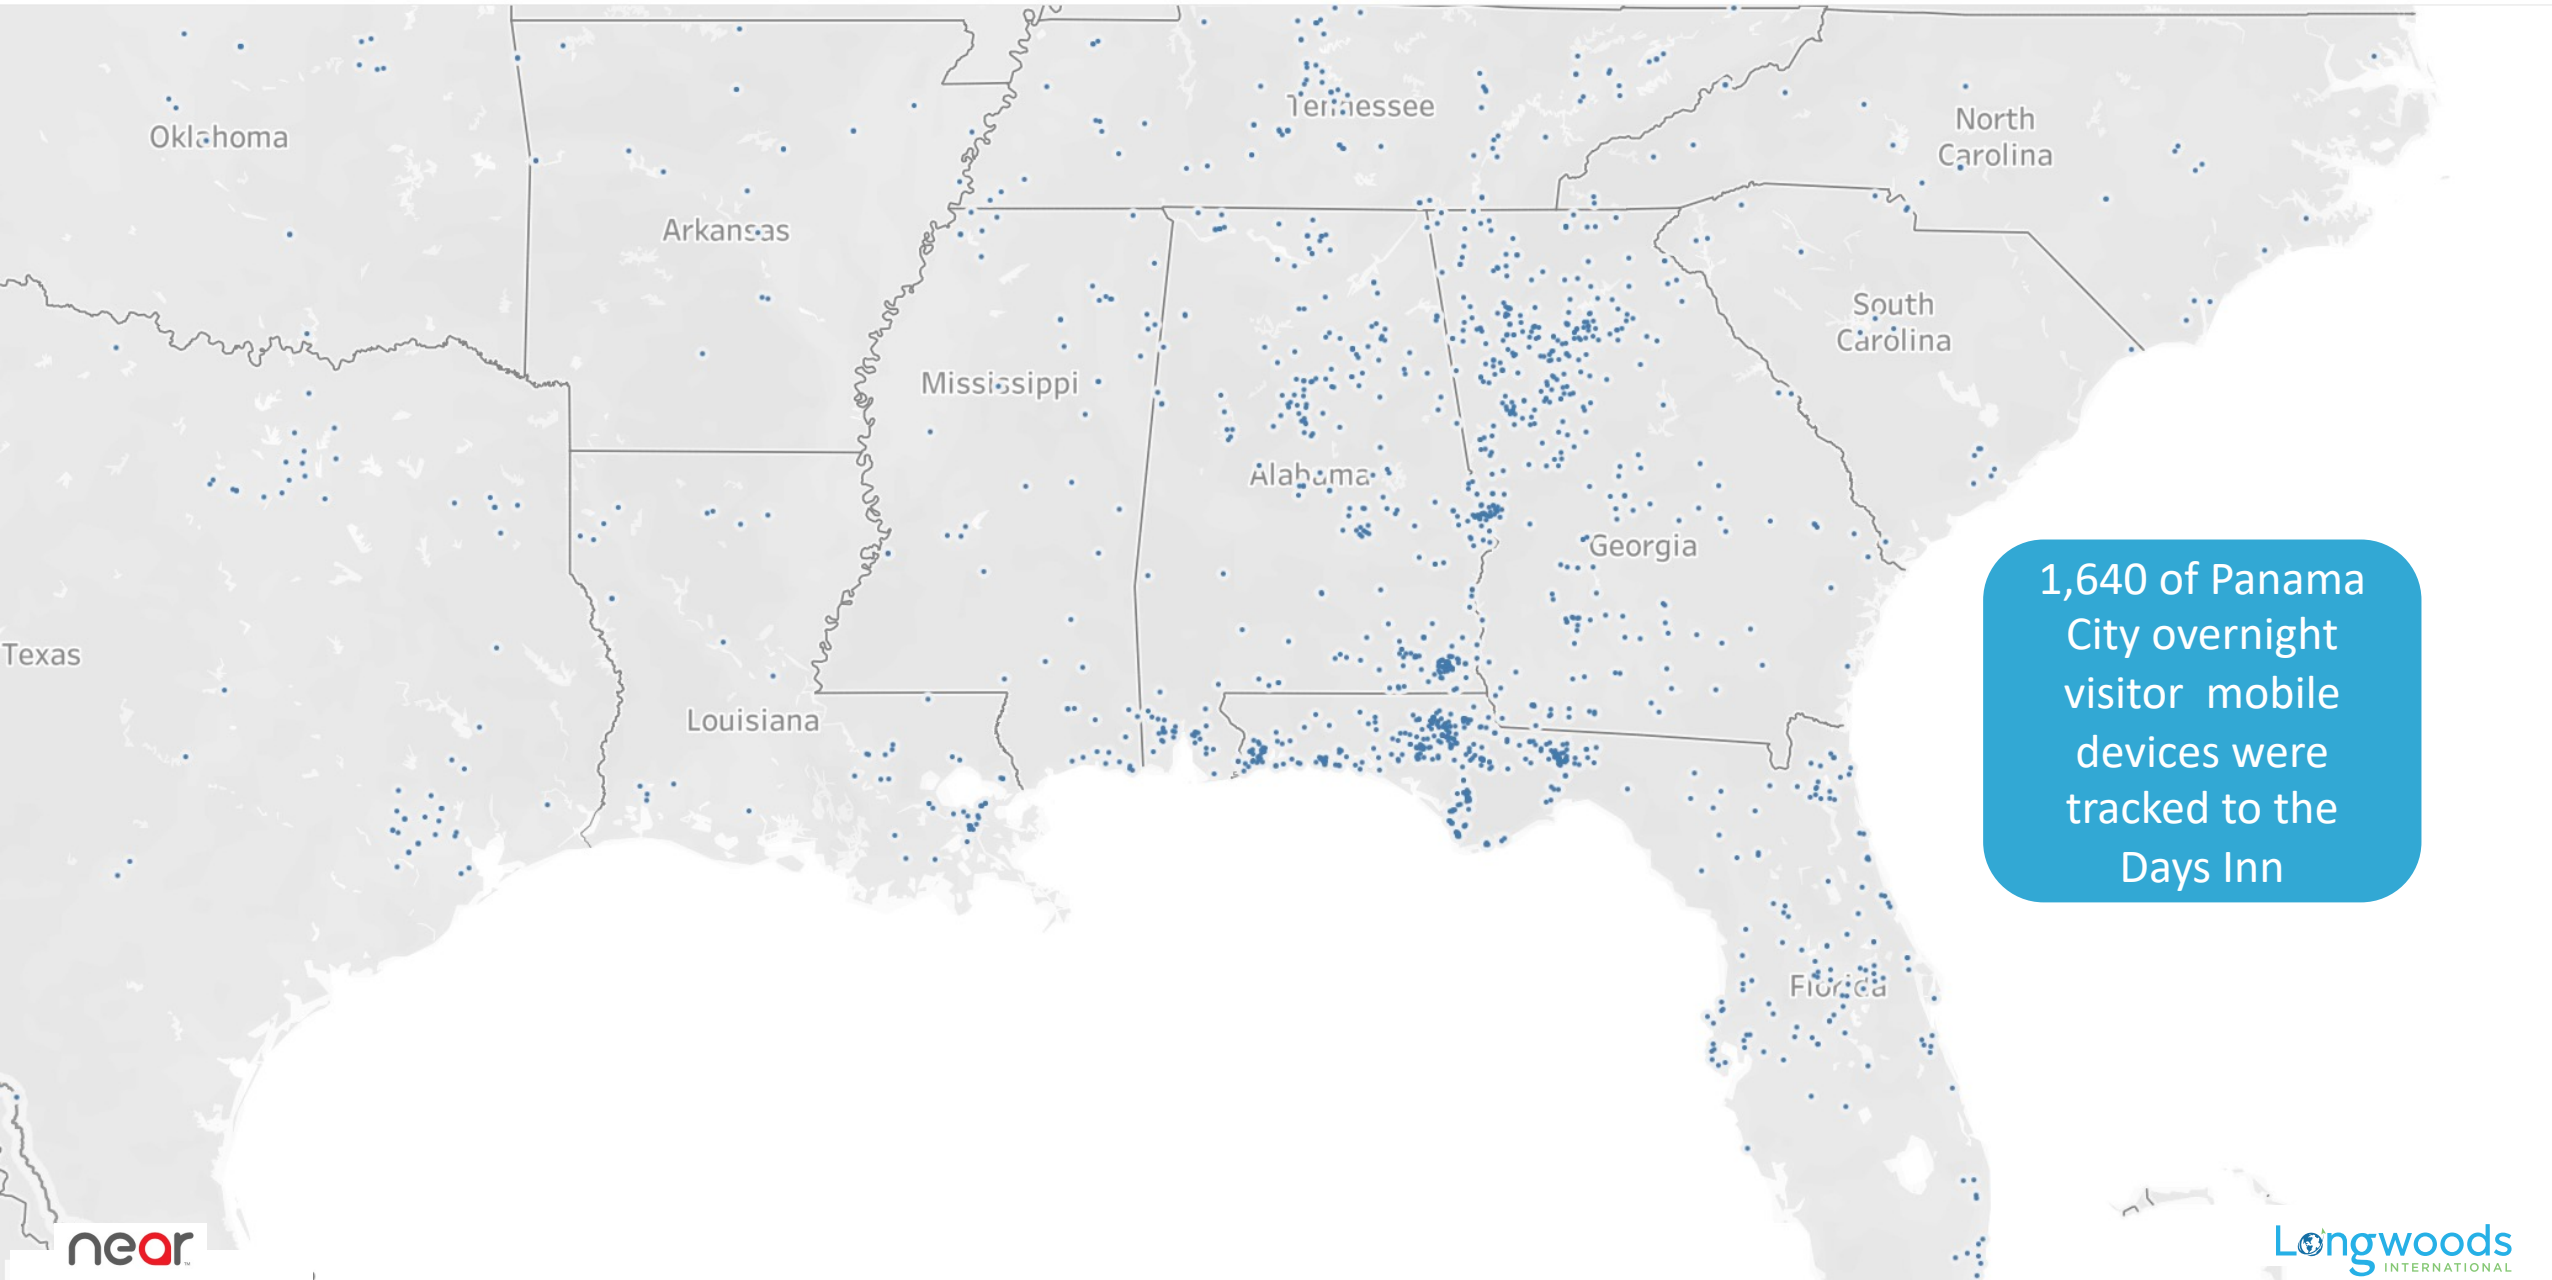 Tennessee
Oklahoma
North
Carolina
Arkansas
South
Carolina
Mississippi
Alabama
Georgia
1,640 of Panama
City overnight
visitor mobile
devices were
tracked to the
Days Inn
Texas
Louisiana
Florida
near
Longwoods
INTERNATIONAL